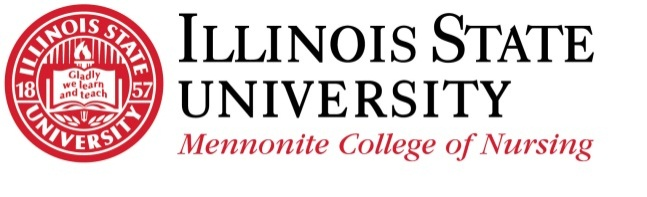 ILLINOIS STATE
Gladly
we learn
and teach
18 57
UNIVERSITY
ILLINOIS STATE
UNIVERSITY
Mennonite College of Nursing